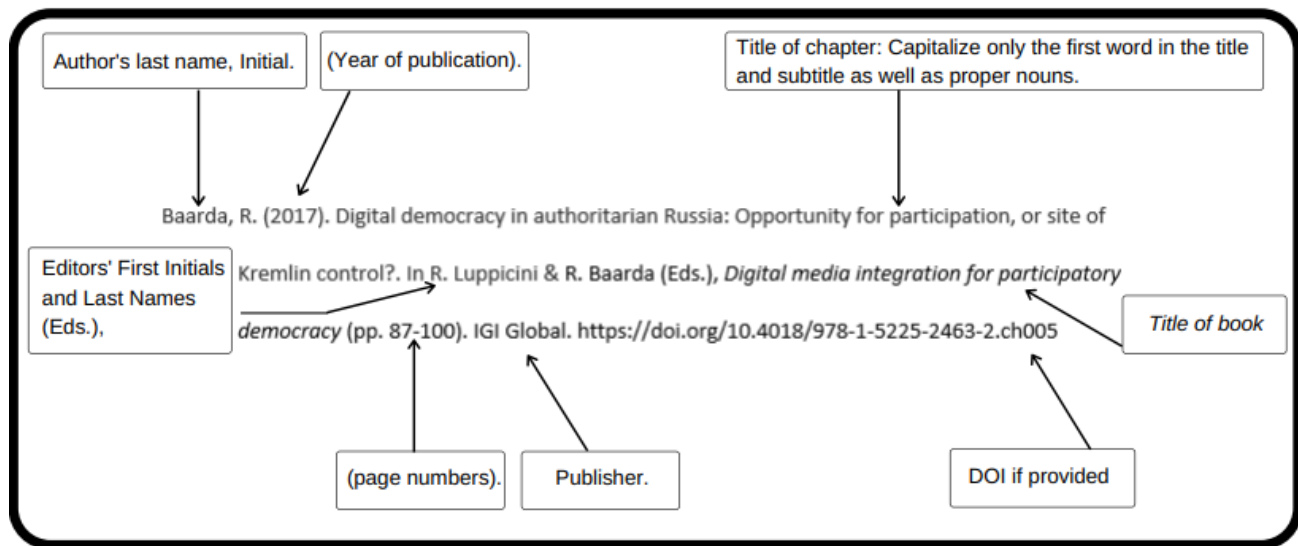 Author's last name, Initial.
(Year of publication).
Title of chapter: Capitalize only the first word in the title
and subtitle as well as proper nouns.
Baarda, R. (2017). Digital democracy in authoritarian Russia: Opportunity for participation, or site of
Kremlin control?. In R. Luppicini & R. Baarda (Eds.), Digital media integration for participatory
democracy (pp. 87-100). IGI Global. https://doi.org/10.4018/978-1-5225-2463-2.ch005
Editors' First Initials
and Last Names
(Eds.),
Title of book
(page numbers).
Publisher.
DOI if provided